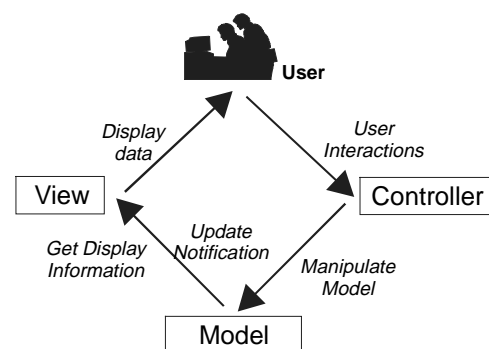 User
Display
data
User
Interactions
View
Controller
Get Display
Information
Update
Notification
Manipulate
Model
Model